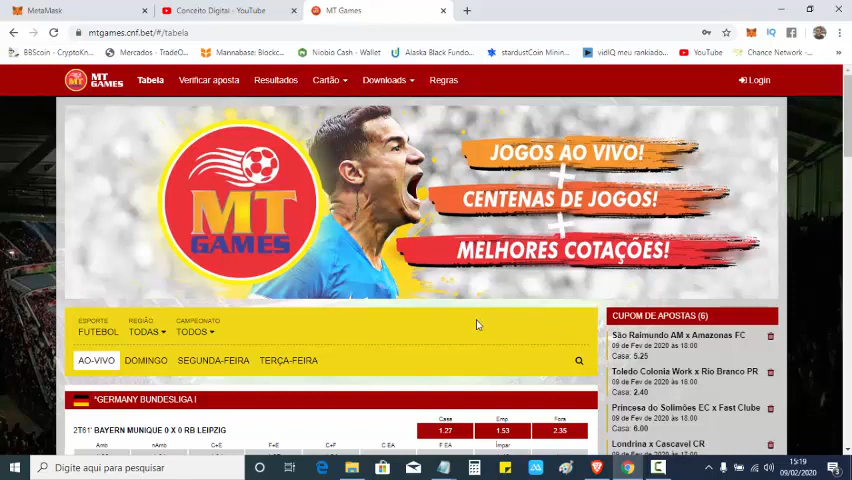 MetaMask
Conceito Digital - YouTube
MT Games
mtgames.cnf.bet/#/tabela
BBScoin - CryptoKn...
Mercados - TradeO...
Mannabase: Blockc...
Niobio Cash - Wallet
Alaska Black Fundo...
stardustCoin Minin...
vidIQ meu rankiado...
YouTube
Chance Network -...
MT
MT GAMES
Tabela
Verificar aposta
Resultados
Cartão
Downloads
Regras
Login
MT
GAMES
JOGOS AO VIVO!
+
CENTENAS DE JOGOS!
+
MELHORES COTAÇÕES!
ESPORTE
FUTEBOL
REGIÃO
TODAS
CAMPEONATO
TODOS
AO-VIVO
DOMINGO
SEGUNDA-FEIRA
TERÇA-FEIRA
*GERMANY BUNDESLIGA I
Casa
Emp
Fora
2T61' BAYERN MUNIQUE 0 X 0 RB LEIPZIG
1.27
1.53
2.35
Amb
nAmb
C+E
F+E
C+F
C EA
F EA
Ímpar
CUPOM DE APOSTAS (6)
São Raimundo AM x Amazonas FC
09 de Fev de 2020 às 18:00
Casa: 5.25
Toledo Colonia Work x Rio Branco PR
09 de Fev de 2020 às 16:00
Casa: 2.40
Princesa do Solimões EC x Fast Clube
09 de Fev de 2020 às 18:00
Casa: 6.00
Londrina x Cascavel CR
Digite aqui para pesquisar
15:19
09/02/2020
3